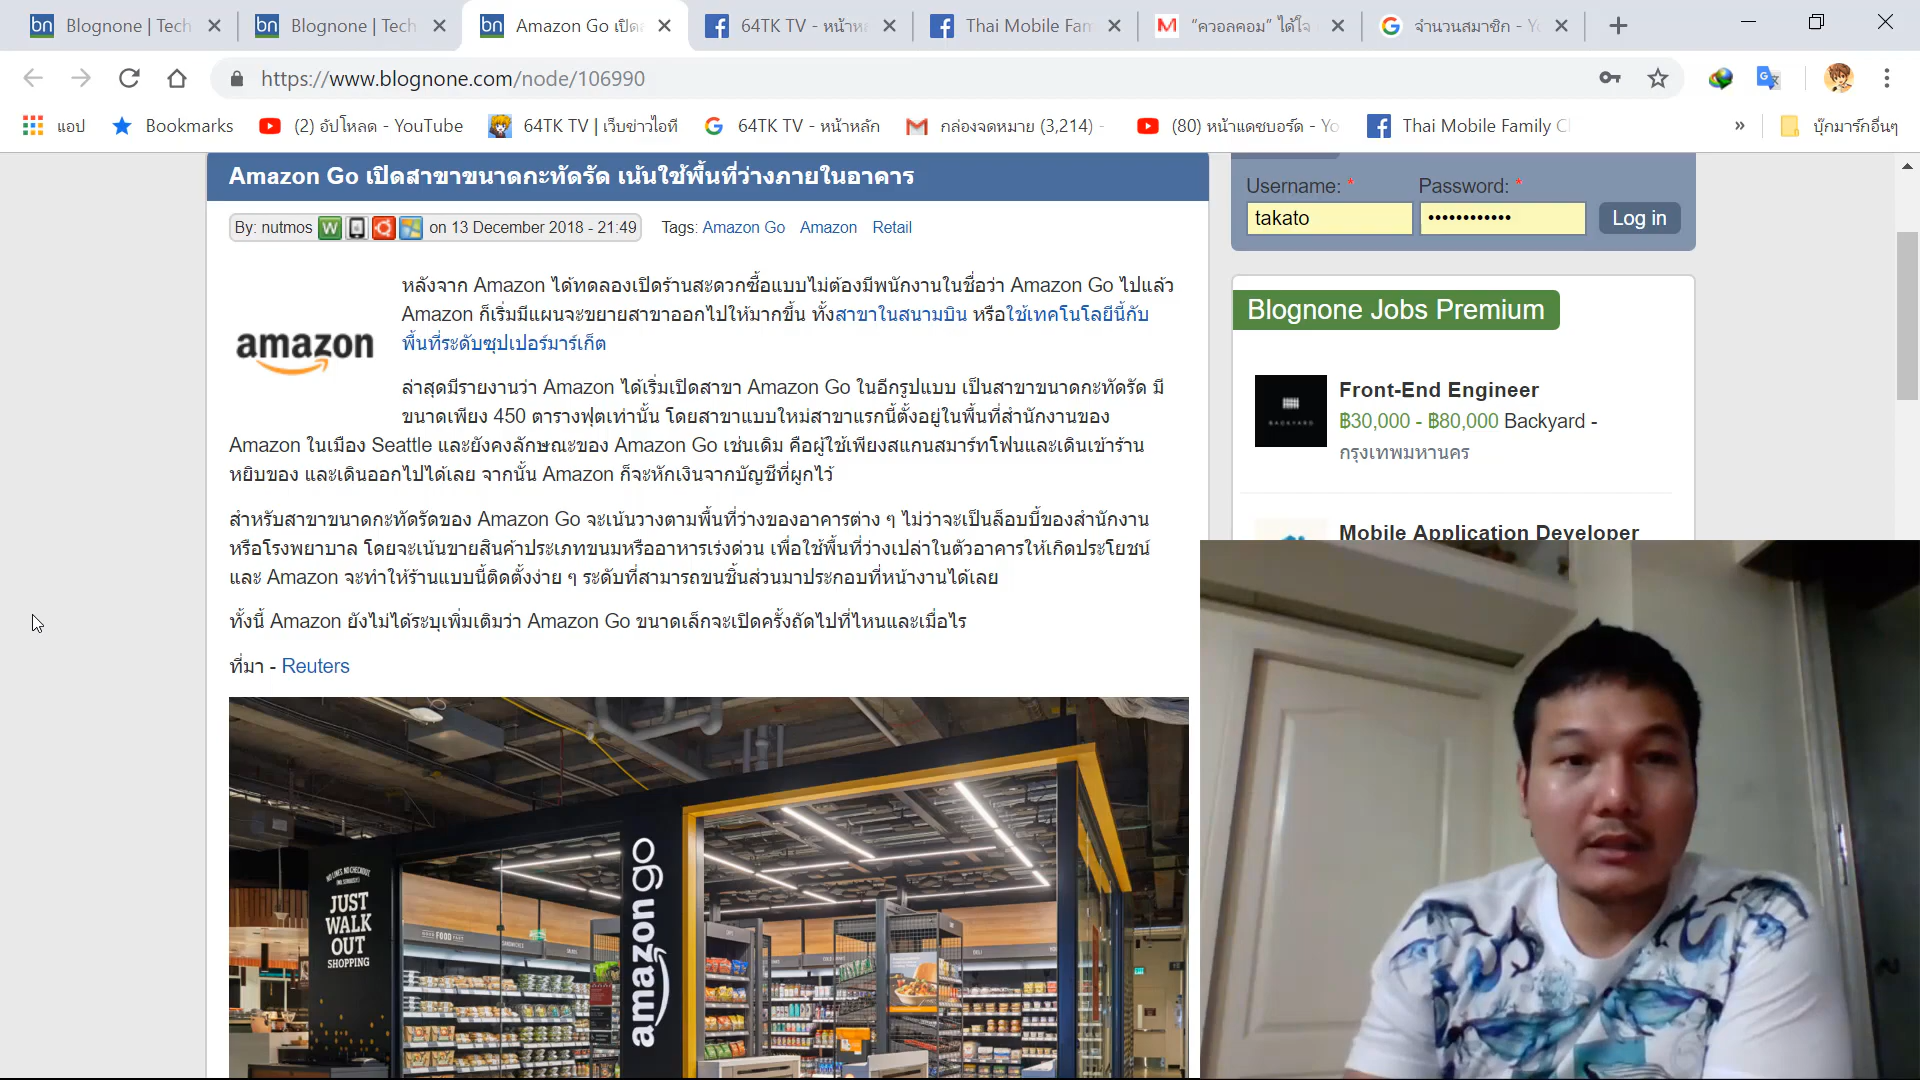 Blognone | Tech
Blognone | Tech
Amazon Go เปิดส
64TK TV - หน้าห
Thai Mobile Fam
“ควอลคอม” ได้ใจ
จำนวนสมาชิก - Yo
https://www.blognone.com/node/106990
แอป
Bookmarks
(2) อัปโหลด - YouTube
64TK TV | เว็บข่าวไอที
64TK TV - หน้าหลัก
กล่องจดหมาย (3,214) -
(80) หน้าแดชบอร์ด - Yo
Thai Mobile Family Cl
»
บุ๊กมาร์กอื่นๆ
Amazon Go เปิดสาขาขนาดกะทัดรัด เน้นใช้พื้นที่ว่างภายในอาคาร
By: nutmos on 13 December 2018 - 21:49 Tags: Amazon Go Amazon Retail
amazon
หลังจาก Amazon ได้ทดลองเปิดร้านสะดวกซื้อแบบไม่ต้องมีพนักงานในชื่อว่า Amazon Go ไปแล้ว
Amazon ก็เริ่มมีแผนจะขยายสาขาออกไปให้มากขึ้น ทั้งสาขาในสนามบิน หรือใช้เทคโนโลยีนี้กับ
พื้นที่ระดับซุปเปอร์มาร์เก็ต
ล่าสุดมีรายงานว่า Amazon ได้เริ่มเปิดสาขา Amazon Go ในอีกรูปแบบ เป็นสาขาขนาดกะทัดรัด มี
ขนาดเพียง 450 ตารางฟุตเท่านั้น โดยสาขาแบบใหม่สาขาแรกนี้ตั้งอยู่ในพื้นที่สำนักงานของ
Amazon ในเมือง Seattle และยังคงลักษณะของ Amazon Go เช่นเดิม คือผู้ใช้เพียงสแกนสมาร์ทโฟนและเดินเข้าร้าน
หยิบของ และเดินออกไปได้เลย จากนั้น Amazon ก็จะหักเงินจากบัญชีที่ผูกไว้
สำหรับสาขาขนาดกะทัดรัดของ Amazon Go จะเน้นวางตามพื้นที่ว่างของอาคารต่าง ๆ ไม่ว่าจะเป็นล็อบบี้ของสำนักงาน
หรือโรงพยาบาล โดยจะเน้นขายสินค้าประเภทขนมหรืออาหารเร่งด่วน เพื่อใช้พื้นที่ว่างเปล่าในตัวอาคารให้เกิดประโยชน์
และ Amazon จะทำให้ร้านแบบนี้ติดตั้งง่าย ๆ ระดับที่สามารถขนชิ้นส่วนมาประกอบที่หน้างานได้เลย
ทั้งนี้ Amazon ยังไม่ได้ระบุเพิ่มเติมว่า Amazon Go ขนาดเล็กจะเปิดครั้งถัดไปที่ไหนและเมื่อไร
ที่มา - Reuters
NO LINES. NO CHECKOUT
JUST
WALK
OUT
SHOPPING
amazon go
Username: *
Password: *
takato
••••••••••••
Log in
Blognone Jobs Premium
BACKYARD
Front-End Engineer
฿30,000 - ฿80,000 Backyard -
กรุงเทพมหานคร
Mobile Application Developer